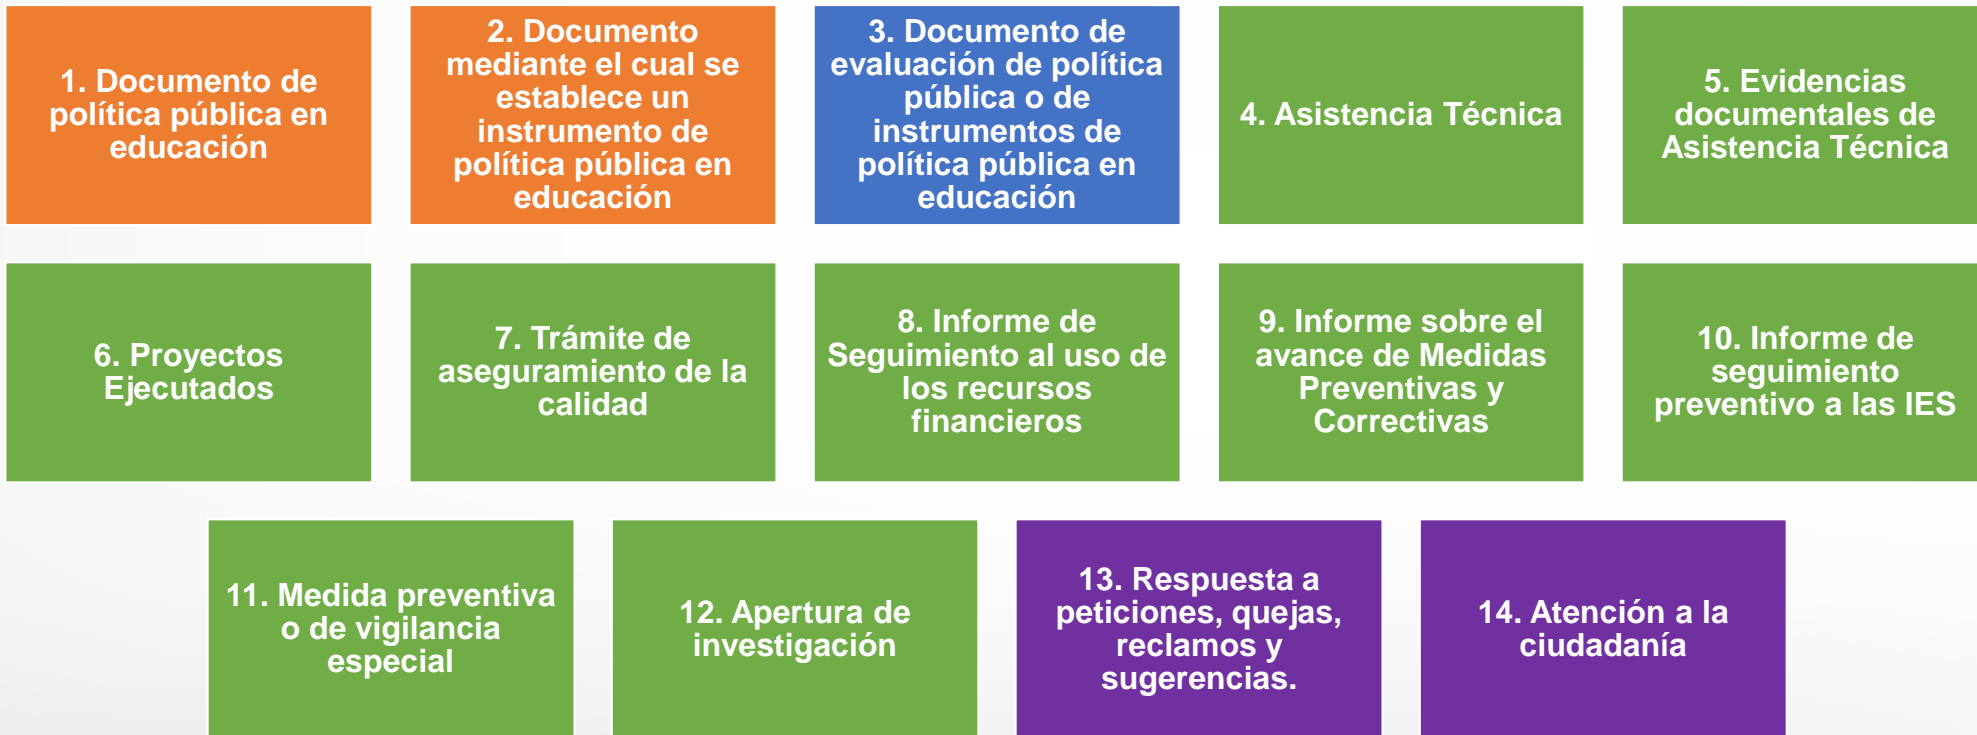 1. Documento de
política pública en
educación
2. Documento
mediante el cual se
establece un
instrumento de
política pública en
educación
3. Documento de
evaluación de política
pública o de
instrumentos de
política pública en
educación
4. Asistencia Técnica
5. Evidencias
documentales de
Asistencia Técnica
6. Proyectos
Ejecutados
7. Trámite de
aseguramiento de la
calidad
8. Informe de
Seguimiento al uso de
los recursos
financieros
9. Informe sobre el
avance de Medidas
Preventivas y
Correctivas
10. Informe de
seguimiento
preventivo a las IES
11. Medida preventiva
o de vigilancia
especial
12. Apertura de
investigación
13. Respuesta a
peticiones, quejas,
reclamos y
sugerencias.
14. Atención a la
ciudadanía